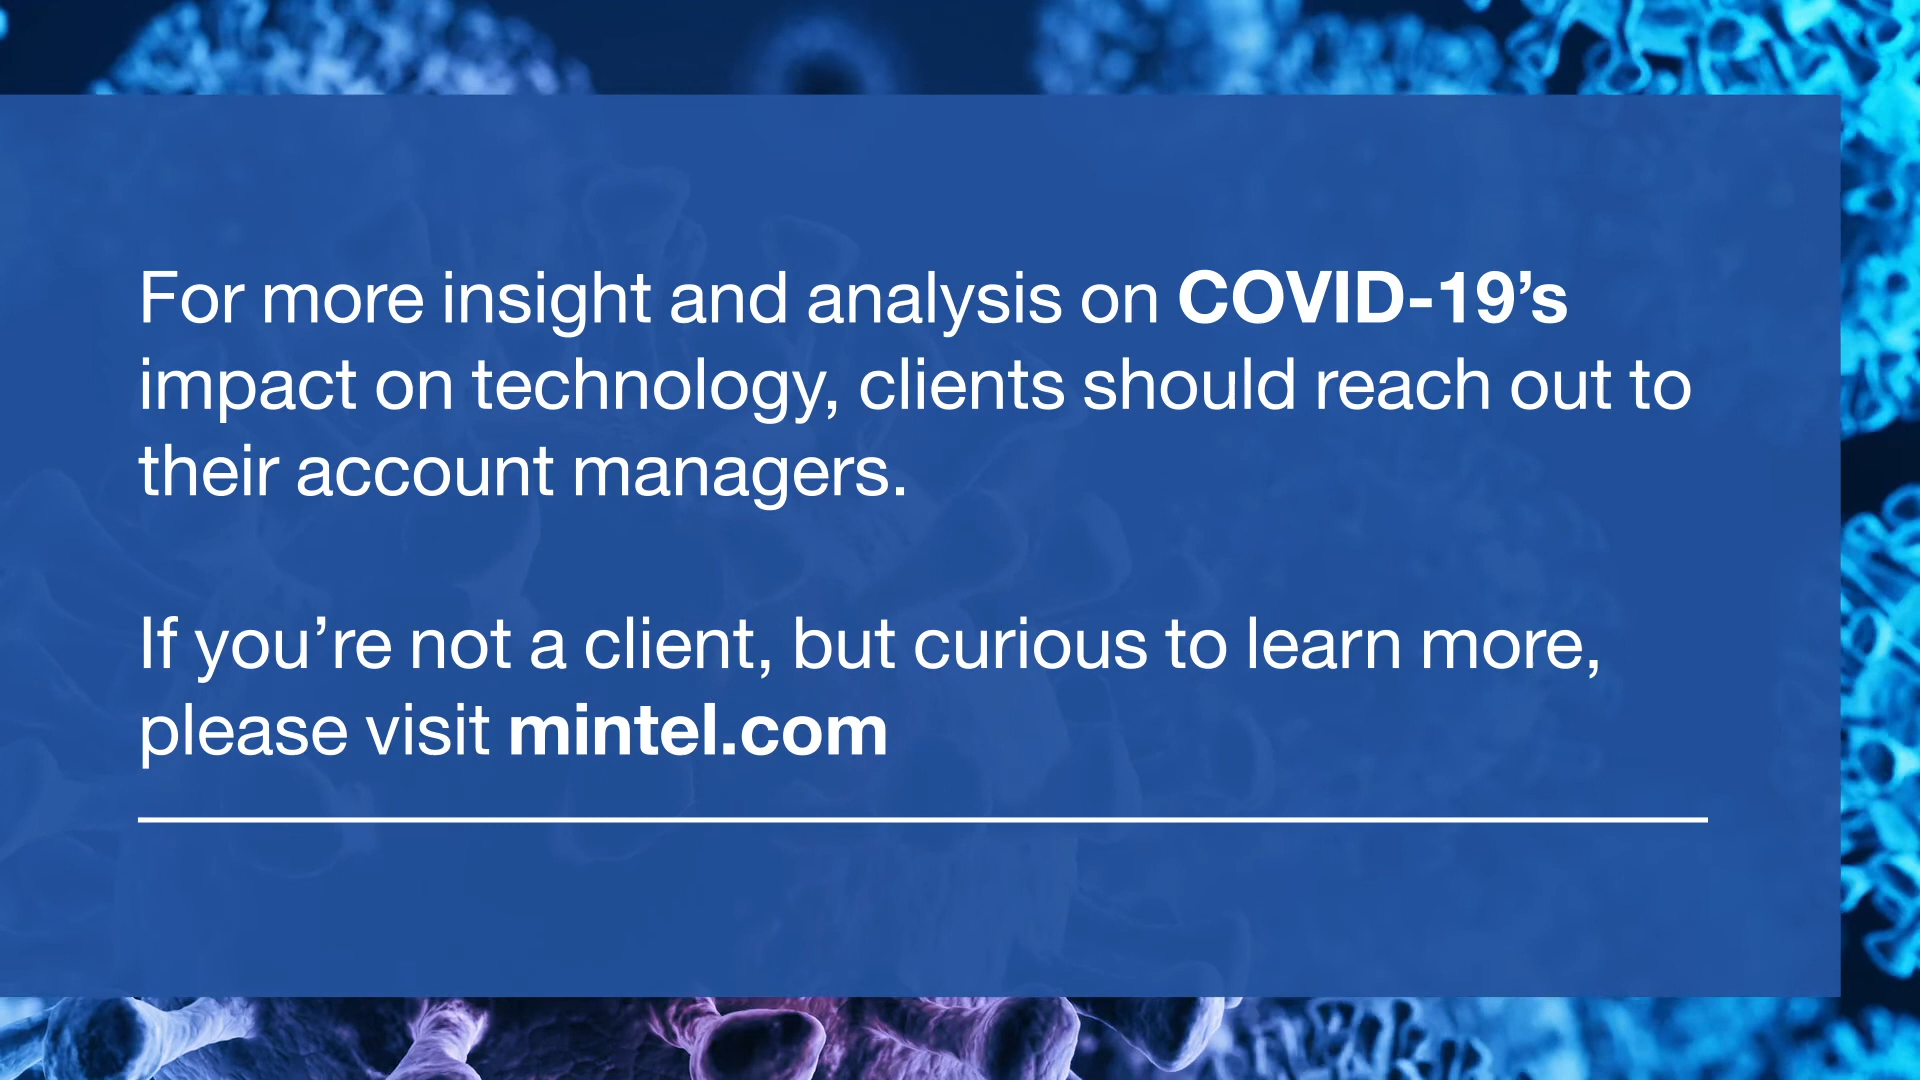 For more insight and analysis on COVID-19’s
impact on technology, clients should reach out to
their account managers.
If you’re not a client, but curious to learn more,
please visit mintel.com